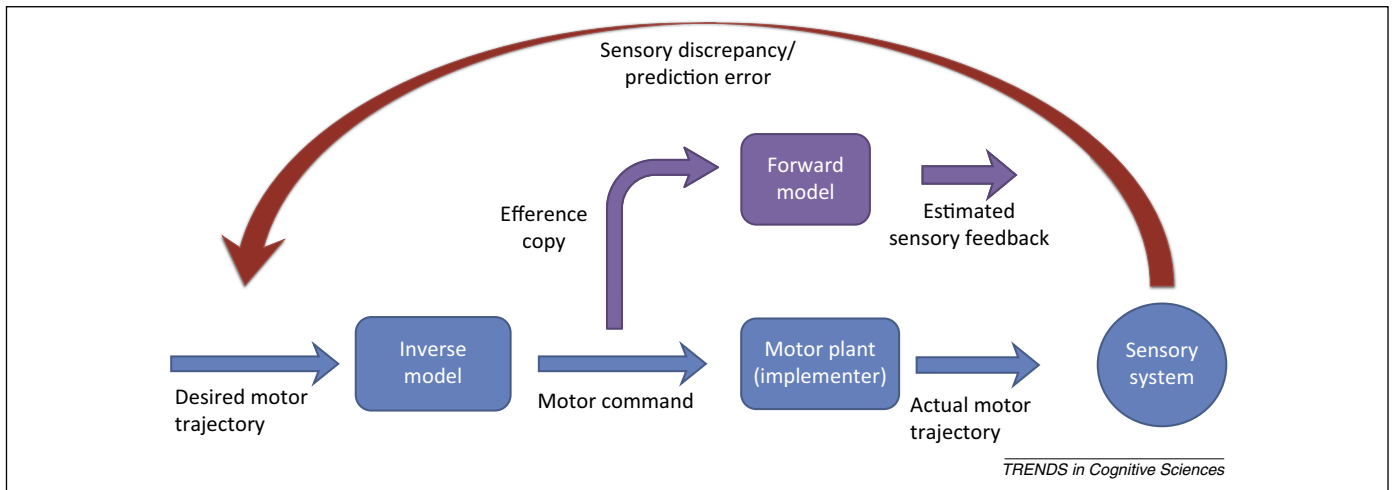 Sensory discrepancy/
prediction error
Forward
model
Efference
copy
Estimated
sensory feedback
Inverse
model
Motor plant
(implementer)
Sensory
system
Desired motor
trajectory
Motor command
Actual motor
trajectory
TRENDS in Cognitive Sciences